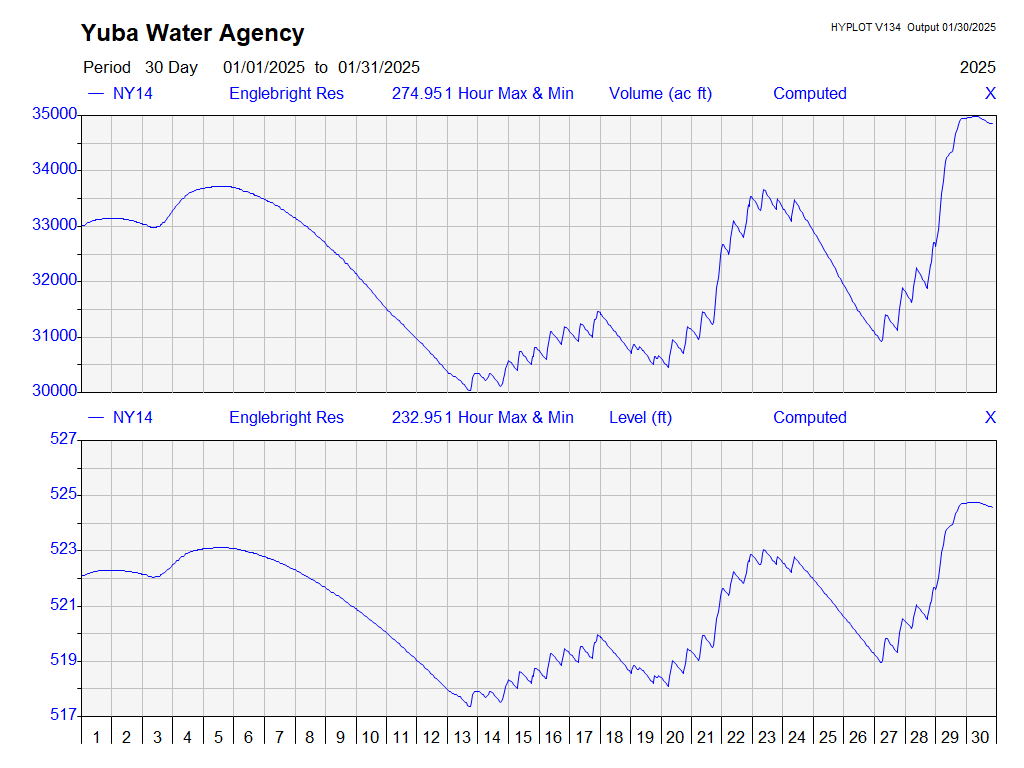 Yuba Water Agency
HYPLOT V134 Output 01/30/2025
Period 30 Day 01/01/2025 to 01/31/2025 2025
NY14 Englebright Res 274.951 Hour Max & Min Volume (ac ft) Computed X
35000
34000
33000
32000
31000
30000
NY14 Englebright Res 232.951 Hour Max & Min Level (ft) Computed X
527
525
523
521
519
517
1 2 3 4 5 6 7 8 9 10 11 12 13 14 15 16 17 18 19 20 21 22 23 24 25 26 27 28 29 30